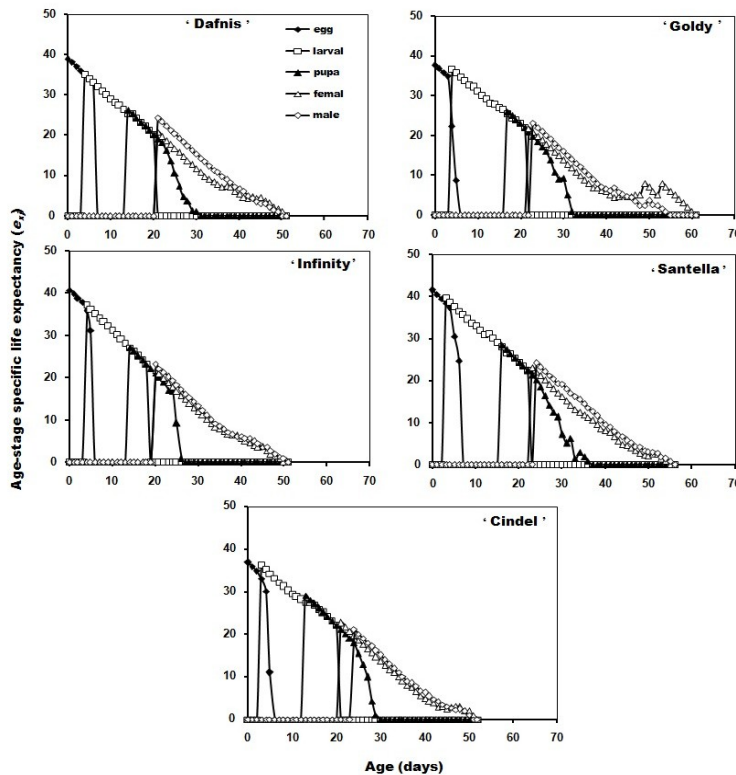 ‘ Dafnis’
egg
larval
pupa
femal
male
50
40
30
20
10
0
0 10 20 30 40 50 60 70
‘ Goldy’
50
40
30
20
10
0
0 10 20 30 40 50 60 70
‘Infinity’
50
40
30
20
10
0
0 10 20 30 40 50 60 70
‘ Santella’
50
40
30
20
10
0
0 10 20 30 40 50 60 70
Age-stage specific life expectancy (eₓ)
‘ Cindel ’
50
40
30
20
10
0
0 10 20 30 40 50 60 70
Age (days)